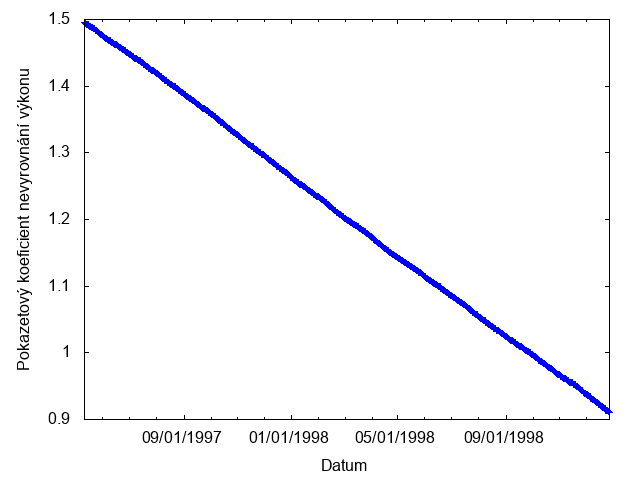 1.5
1.4
1.3
1.2
1.1
1
0.9
Pokazetový koeficient nevyrovnání výkonu
09/01/1997 01/01/1998 05/01/1998 09/01/1998
Datum